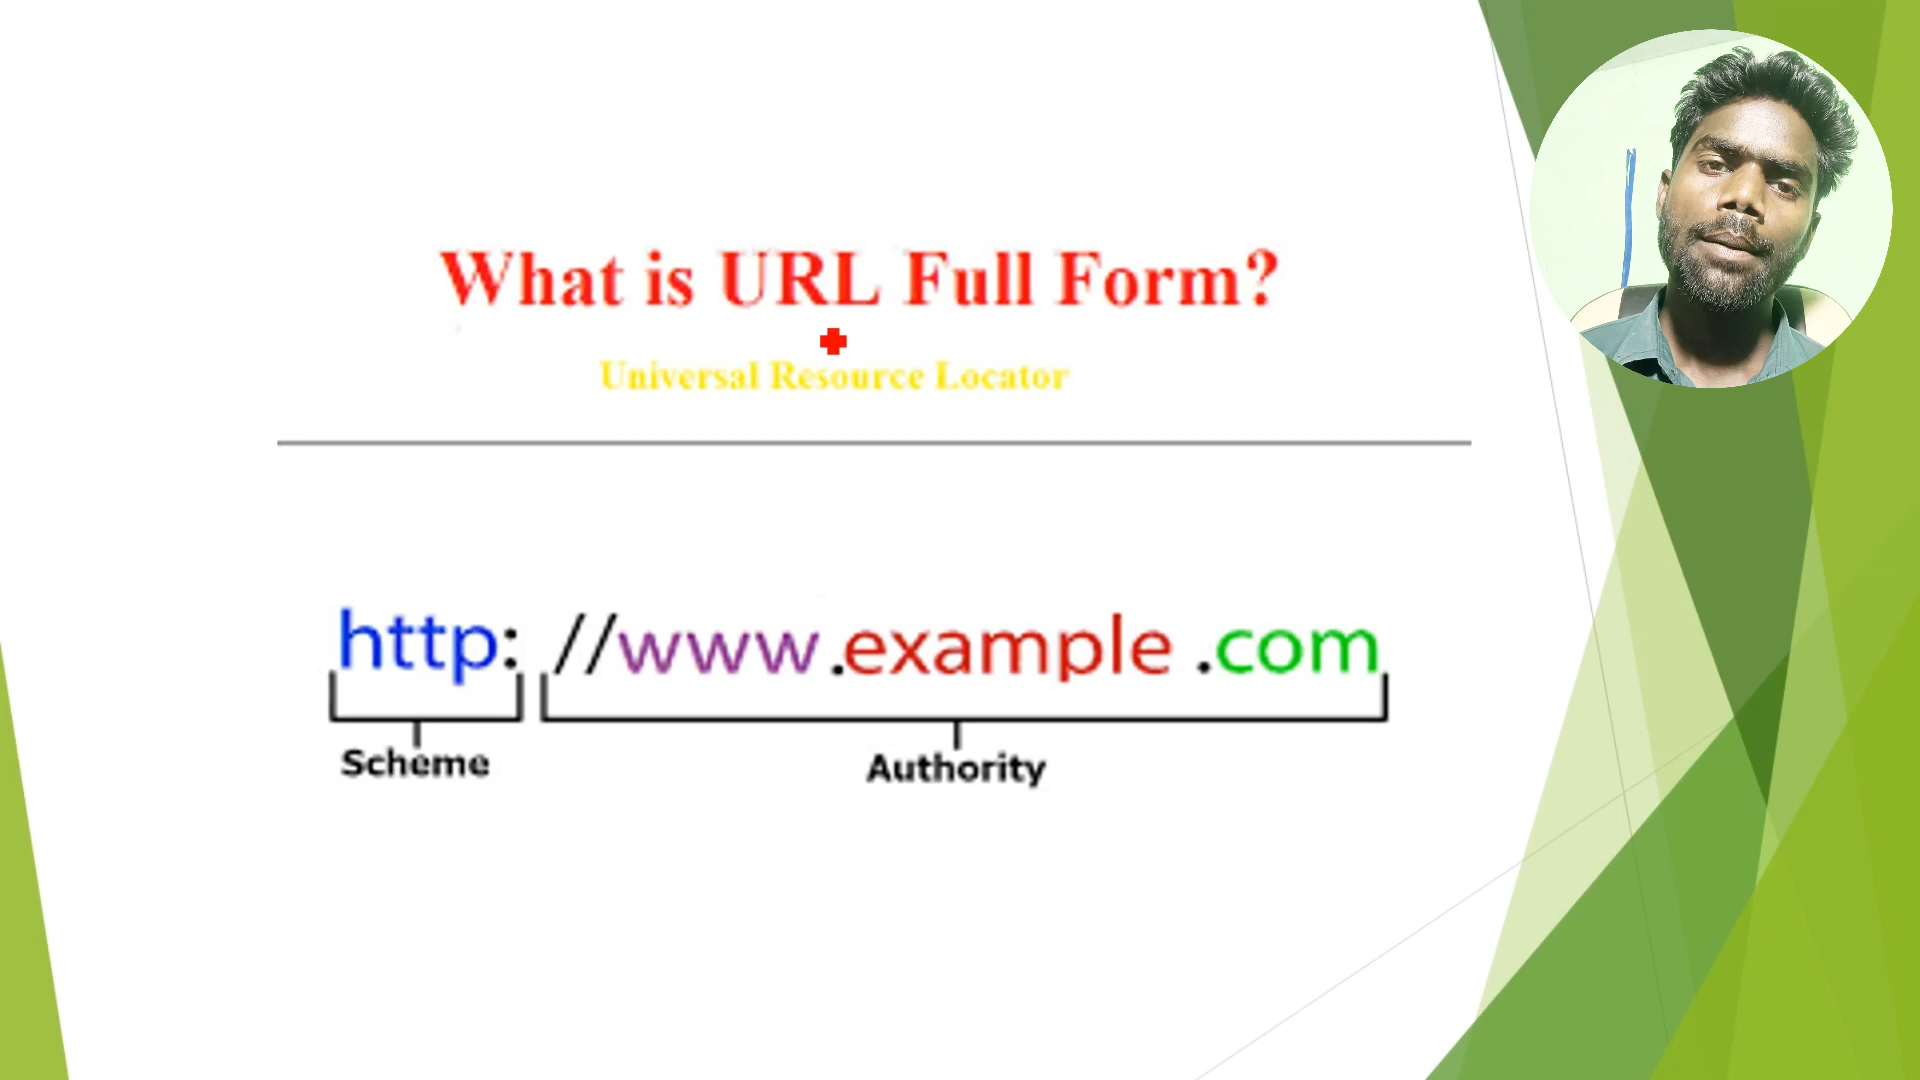 What is URL Full Form?
Universal Resource Locator
http: //www.example .com
Scheme
Authority